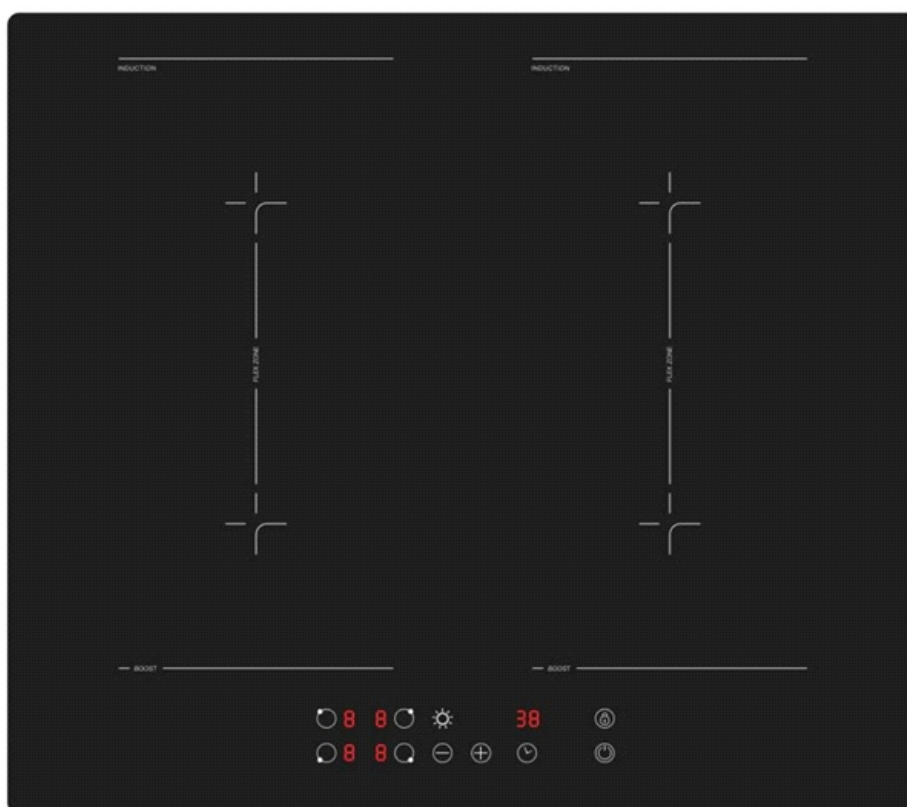 INDUCTION
INDUCTION
FLEX ZONE
FLEX ZONE
BOOST
BOOST
8 8 38
8 8